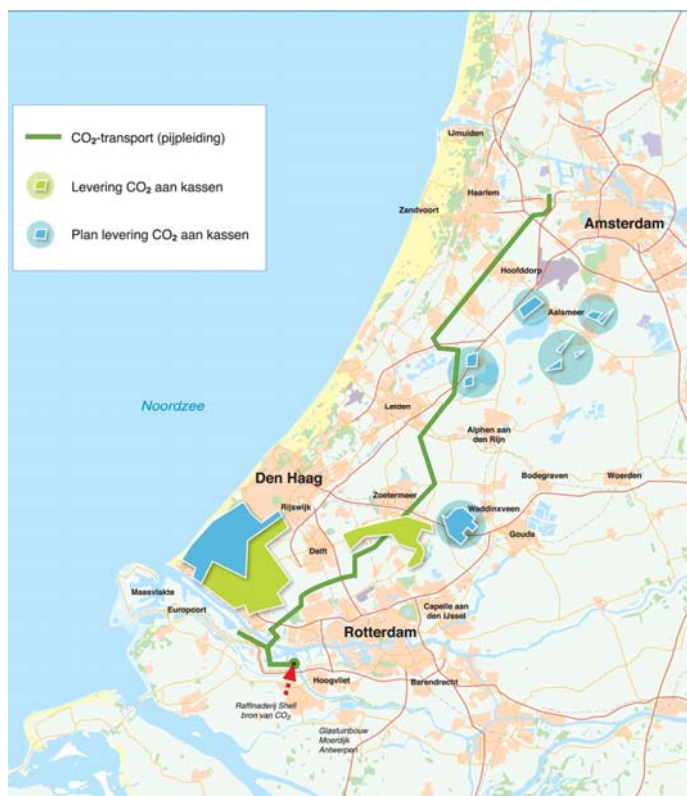 CO₂-transport (pijpleiding)
Levering CO₂ aan kassen
Plan levering CO₂ aan kassen
IJmuiden
Haarlem
Zandvoort
Amsterdam
Hoofddorp
Aalsmeer
Noordzee
Leiden
Alphen aan
den Rijn
Den Haag
Bodegraven
Woerden
Zoetermeer
Rijswijk
Waddinxveen
Gouda
Delft
Maasvlakte
Europoort
Capelle aan
den IJssel
Rotterdam
Hoogvliet
Barendrecht
Raffinaderij Shell
bron van CO₂
Glastuinbouw
Moerdijk
Antwerpen